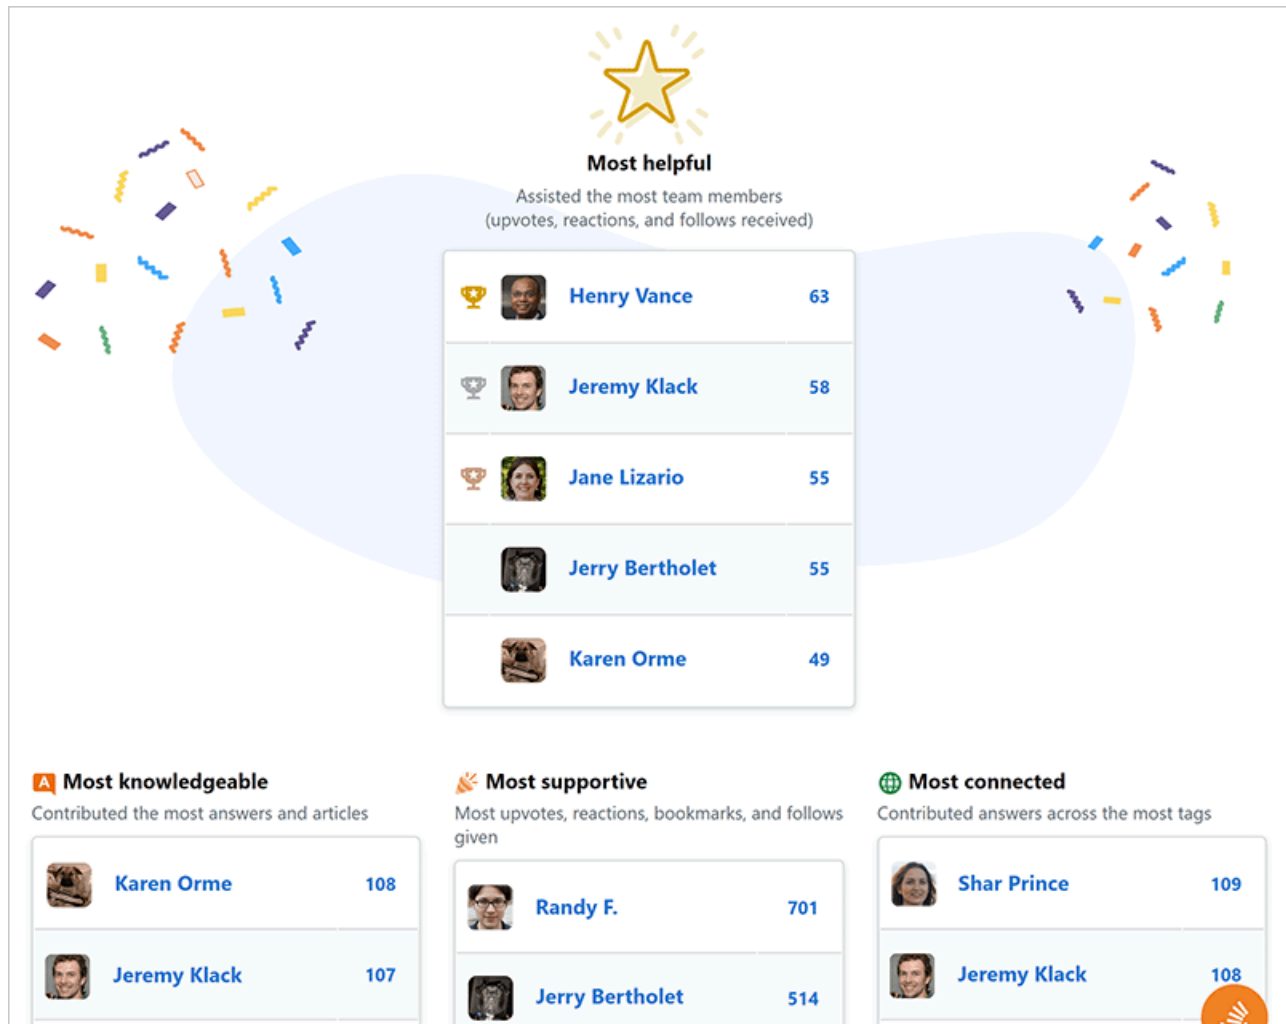 Most helpful
Assisted the most team members
(upvotes, reactions, and follows received)
Henry Vance 63
Jeremy Klack 58
Jane Lizario 55
Jerry Bertholet 55
Karen Orme 49
A Most knowledgeable
Contributed the most answers and articles
Karen Orme 108
Jeremy Klack 107
Most supportive
Most upvotes, reactions, bookmarks, and follows
given
Randy F. 701
Jerry Bertholet 514
Most connected
Contributed answers across the most tags
Shar Prince 109
Jeremy Klack 108